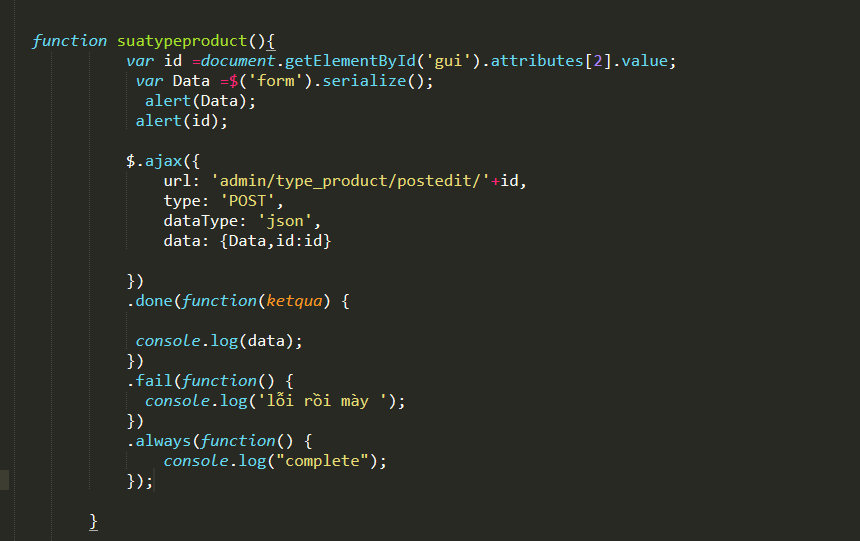 function suatypeproduct(){
var id =document.getElementById('gui').attributes[2].value;
var Data =$('form').serialize();
alert(Data);
alert(id);
$.ajax({
url: 'admin/type_product/postedit/'+id,
type: 'POST',
dataType: 'json',
data: {Data,id:id}
})
.done(function(ketqua) {
console.log(data);
})
.fail(function() {
console.log('lỗi rồi mày ');
})
.always(function() {
console.log("complete");
});
}